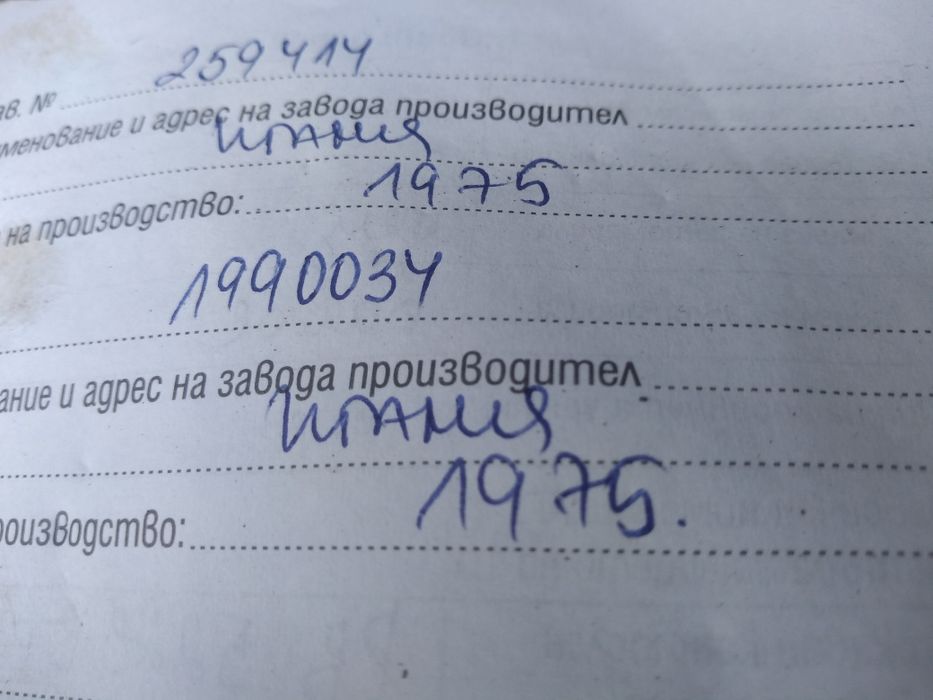 ав. № 259414
менование и адрес на завода производител
Италия
на производство: 1975
1990034
ание и адрес на завода производител
Италия
роизводство: 1975.